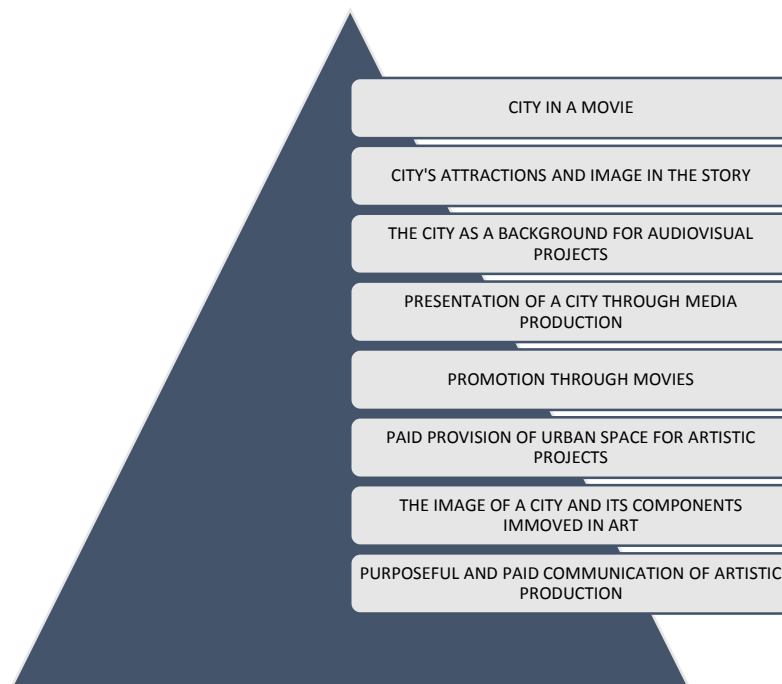 CITY IN A MOVIE
CITY'S ATTRACTIONS AND IMAGE IN THE STORY
THE CITY AS A BACKGROUND FOR AUDIOVISUAL
PROJECTS
PRESENTATION OF A CITY THROUGH MEDIA
PRODUCTION
PROMOTION THROUGH MOVIES
PAID PROVISION OF URBAN SPACE FOR ARTISTIC
PROJECTS
THE IMAGE OF A CITY AND ITS COMPONENTS
IMMOVED IN ART
PURPOSEFUL AND PAID COMMUNICATION OF ARTISTIC
PRODUCTION